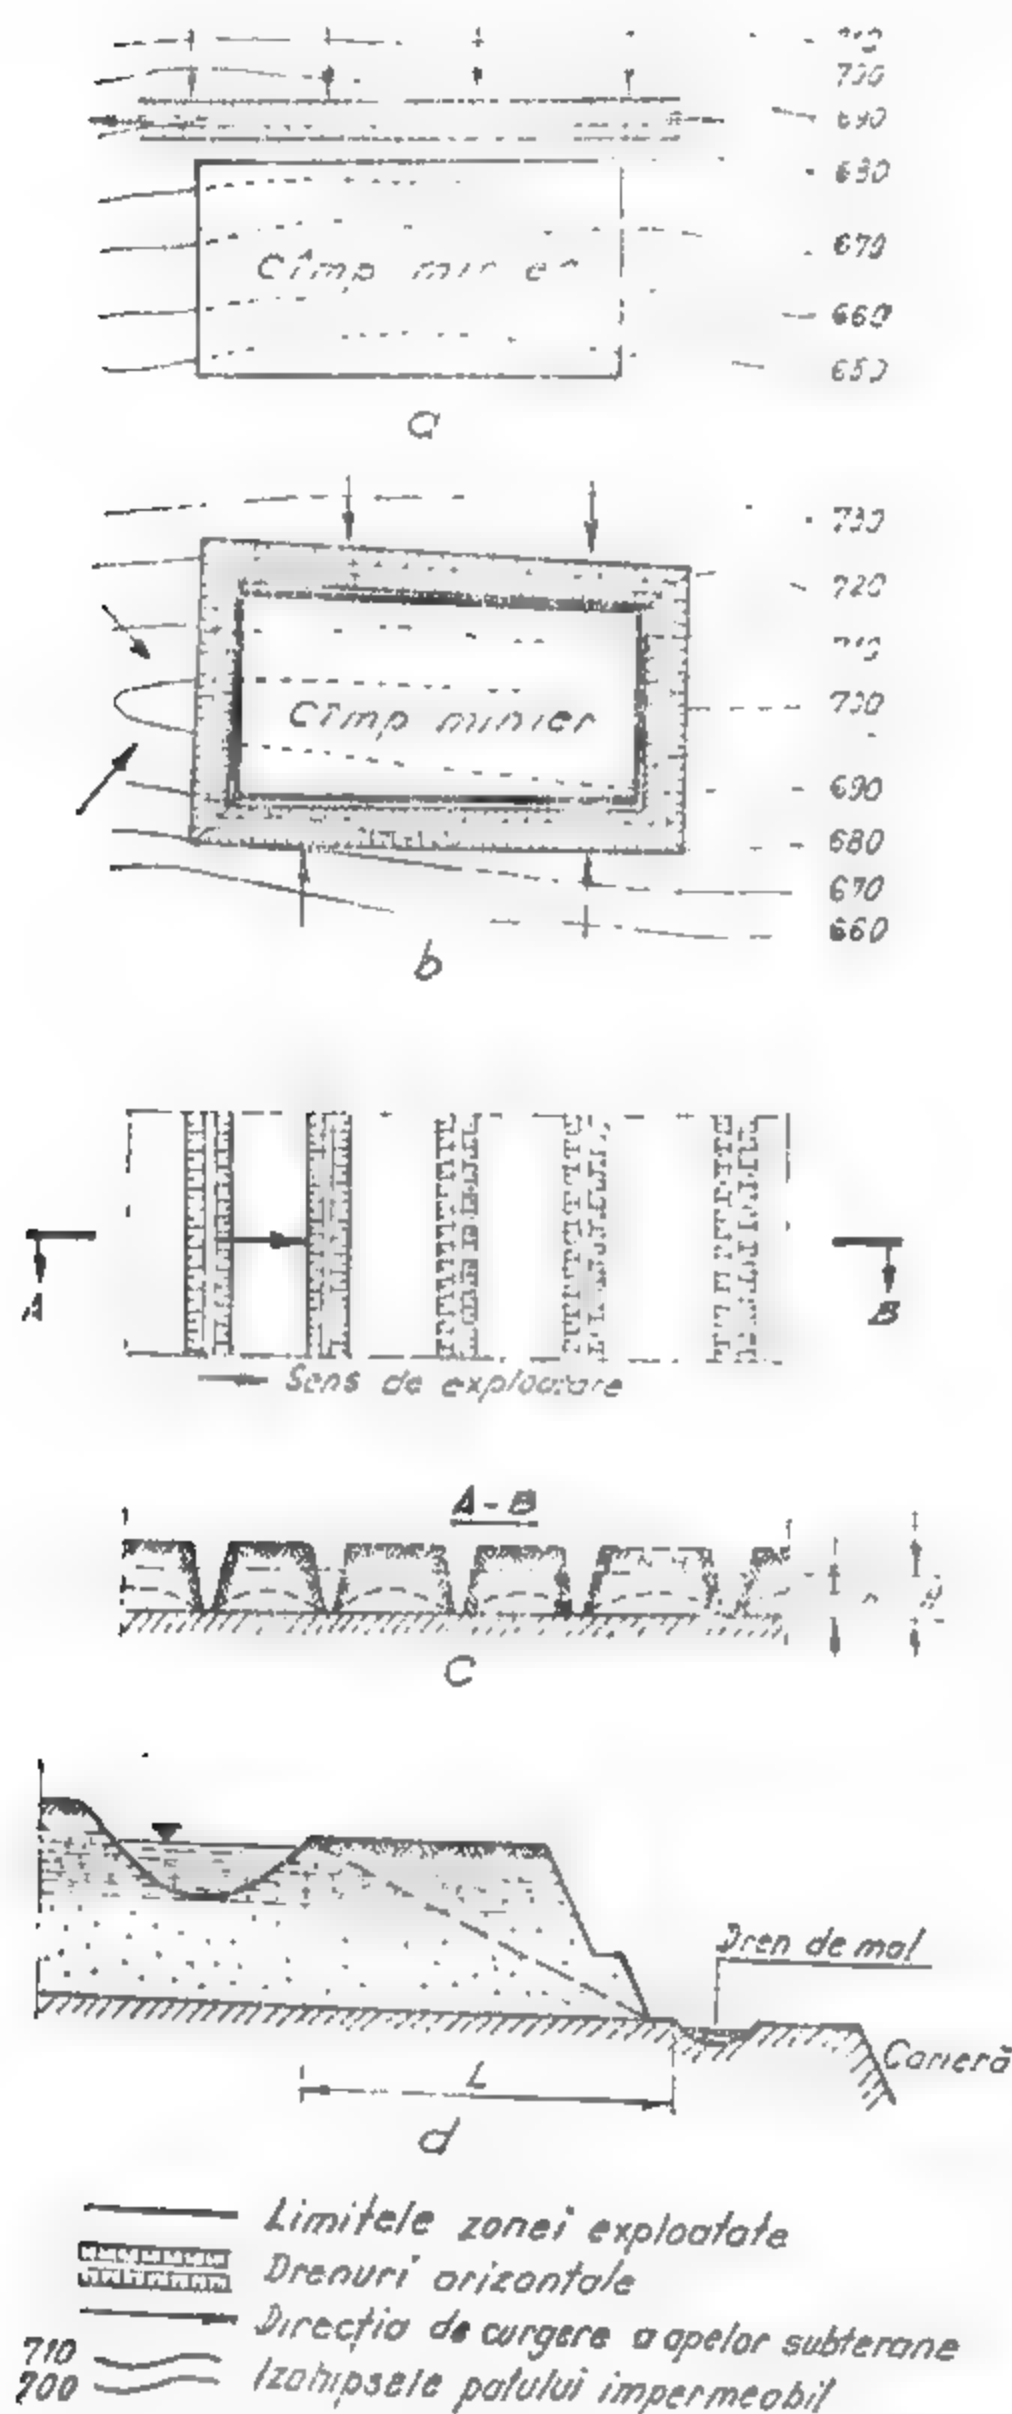 700
690
680
670
660
650
Cîmp minier
a
730
720
710
700
690
680
670
660
Cîmp minier
b
A
B
Sens de exploatare
A-B
c
Dren de mal
Carieră
L
d
Limitele zonei exploatate
Drenuri orizontale
Direcția de curgere a apelor subterane
710
700
Izohipsele patului impermeabil